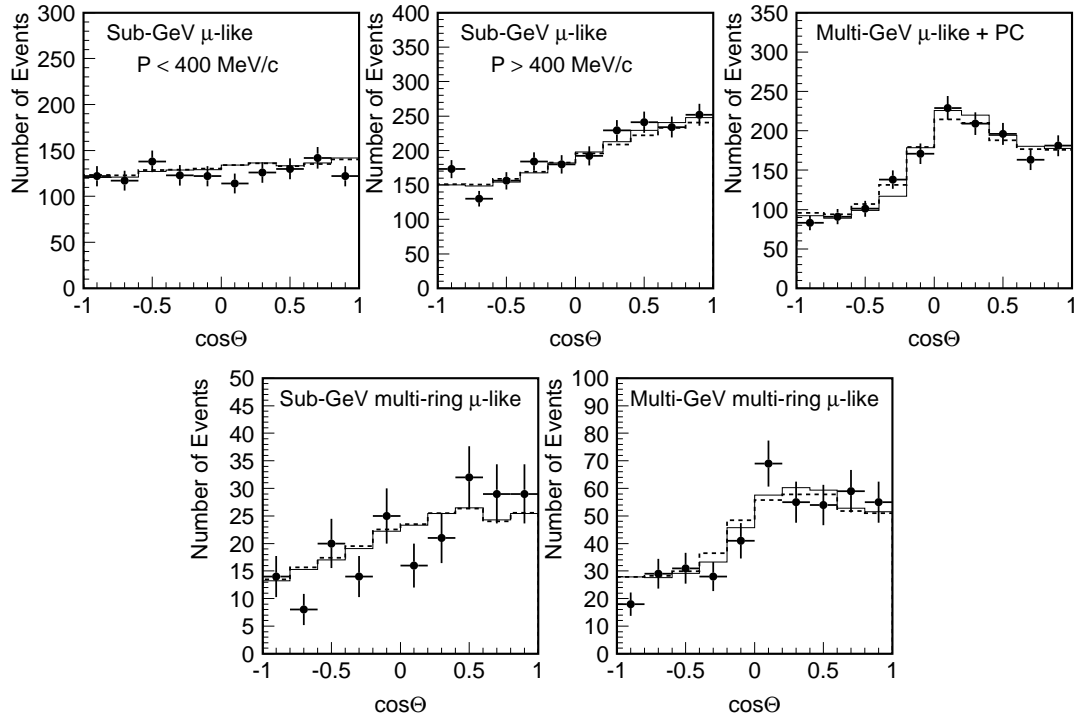 Number of Events
300
250
200
150
100
50
0
Sub-GeV μ-like
P < 400 MeV/c
-1 -0.5 0 0.5 1
cosΘ
Number of Events
400
350
300
250
200
150
100
50
0
Sub-GeV μ-like
P > 400 MeV/c
-1 -0.5 0 0.5 1
cosΘ
Number of Events
350
300
250
200
150
100
50
0
Multi-GeV μ-like + PC
-1 -0.5 0 0.5 1
cosΘ
Number of Events
50
45
40
35
30
25
20
15
10
5
0
Sub-GeV multi-ring μ-like
-1 -0.5 0 0.5 1
cosΘ
Number of Events
100
90
80
70
60
50
40
30
20
10
0
Multi-GeV multi-ring μ-like
-1 -0.5 0 0.5 1
cosΘ